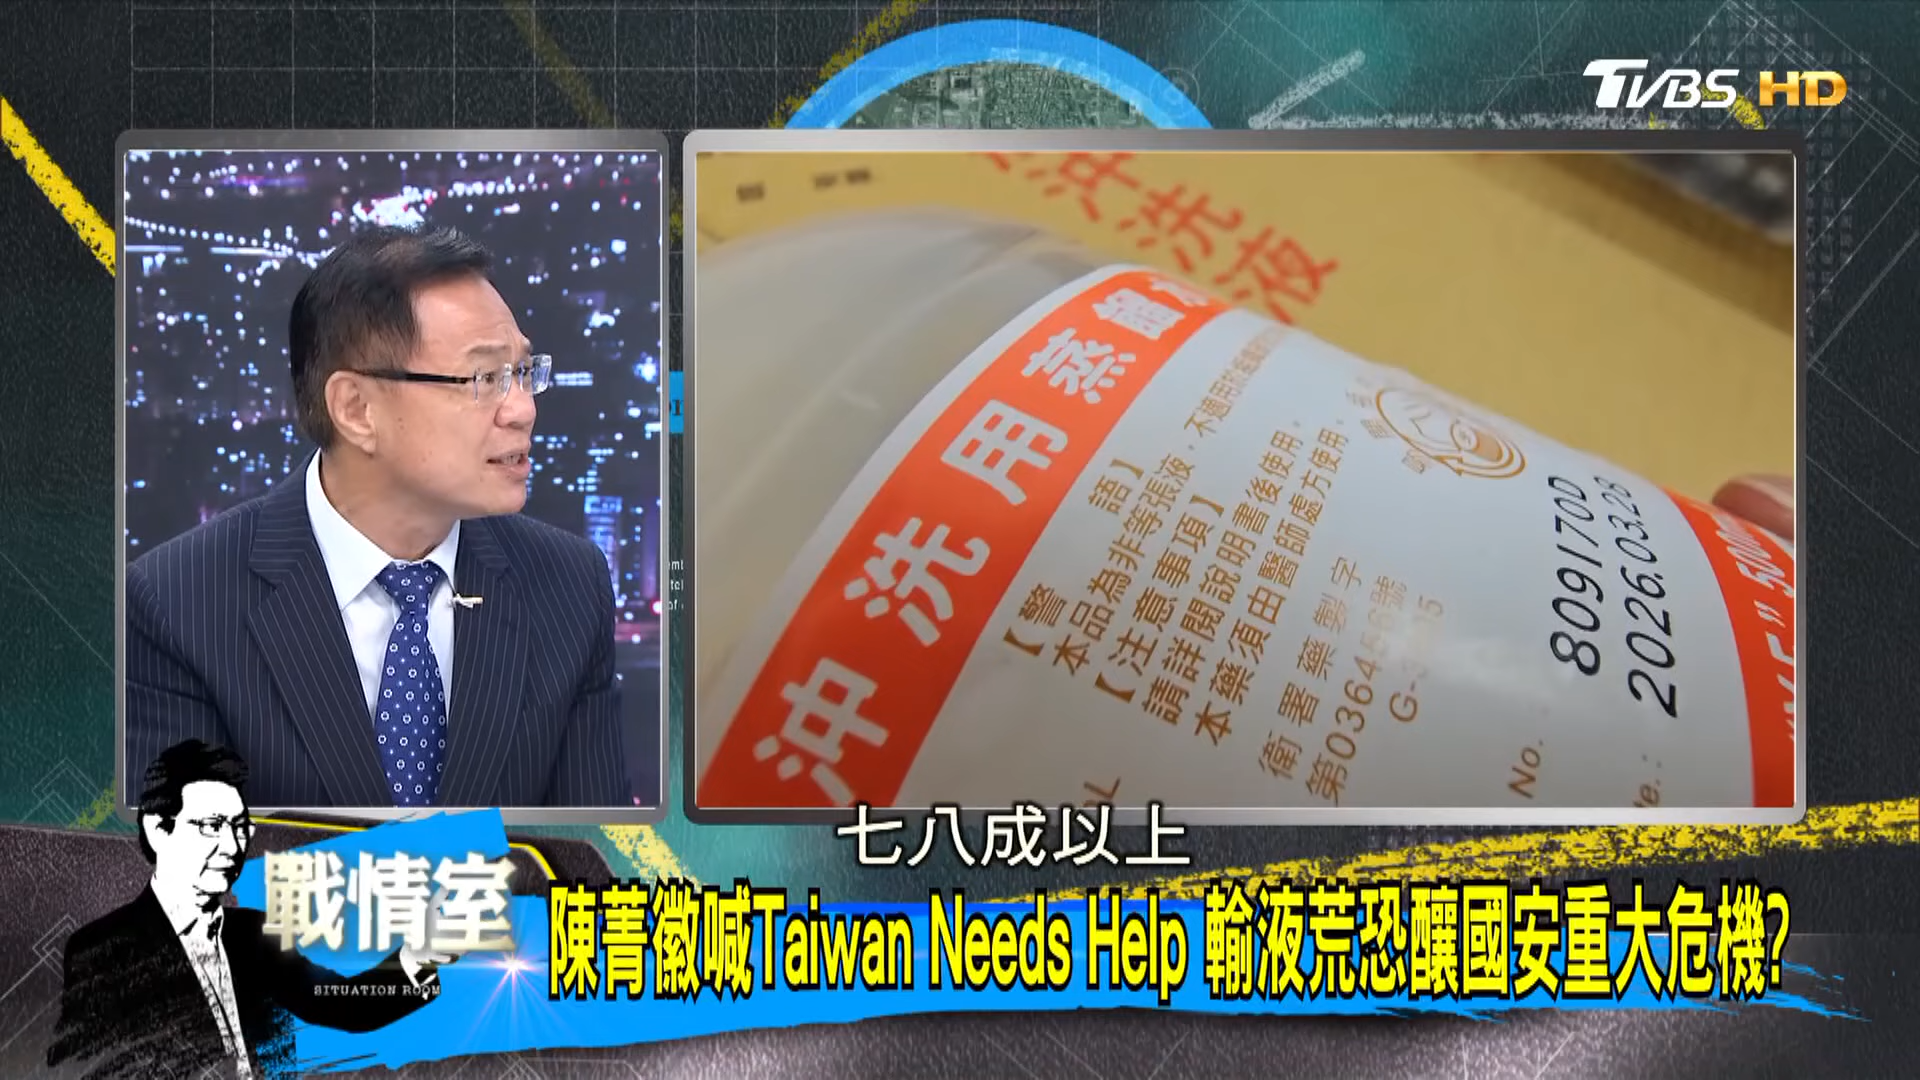 TVBS HD
沖洗液
沖洗用蒸餾水
語】
本品為非等張液，不適用於
【警
【注意事項】
請詳閱說明書後使用。
本藥須由醫師處方使用。
衛署藥製字
第036456號
G-
809170D
2026.03.28
No.
七八成以上
戰情室
SITUATION ROOM
陳菁徽喊Taiwan Needs Help 輸液荒恐釀國安重大危機?